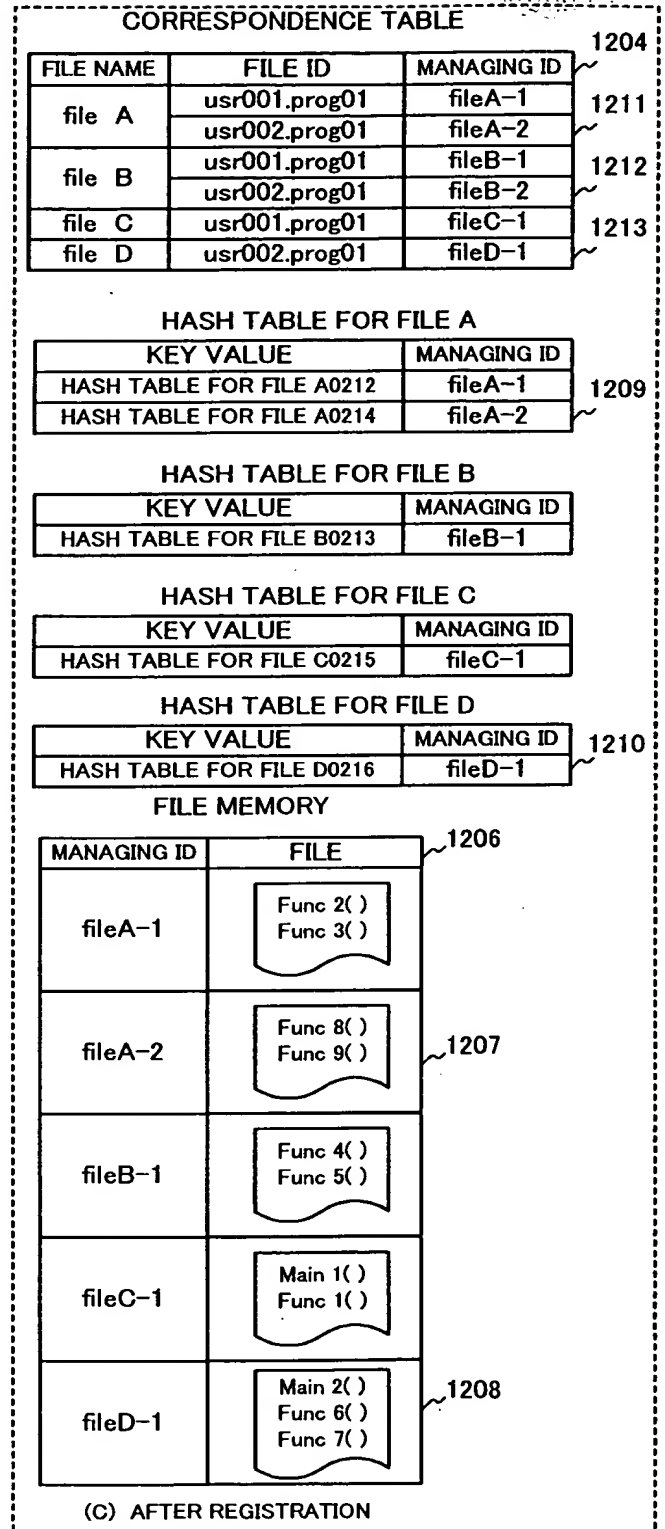 CORRESPONDENCE TABLE
1204
FILE NAME FILE ID MANAGING ID
file A usr001.prog01 fileA-1
1211
usr002.prog01 fileA-2
file B usr001.prog01 fileB-1
1212
usr002.prog01 fileB-2
file C usr001.prog01 fileC-1
1213
file D usr002.prog01 fileD-1
HASH TABLE FOR FILE A
KEY VALUE MANAGING ID
HASH TABLE FOR FILE A0212 fileA-1
1209
HASH TABLE FOR FILE A0214 fileA-2
HASH TABLE FOR FILE B
KEY VALUE MANAGING ID
HASH TABLE FOR FILE B0213 fileB-1
HASH TABLE FOR FILE C
KEY VALUE MANAGING ID
HASH TABLE FOR FILE C0215 fileC-1
HASH TABLE FOR FILE D
KEY VALUE MANAGING ID
1210
HASH TABLE FOR FILE D0216 fileD-1
FILE MEMORY
1206
MANAGING ID FILE
fileA-1
Func 2( )
Func 3( )
fileA-2
Func 8( )
Func 9( )
1207
fileB-1
Func 4( )
Func 5( )
fileC-1
Main 1( )
Func 1( )
fileD-1
Main 2( )
Func 6( )
Func 7( )
1208
(C) AFTER REGISTRATION